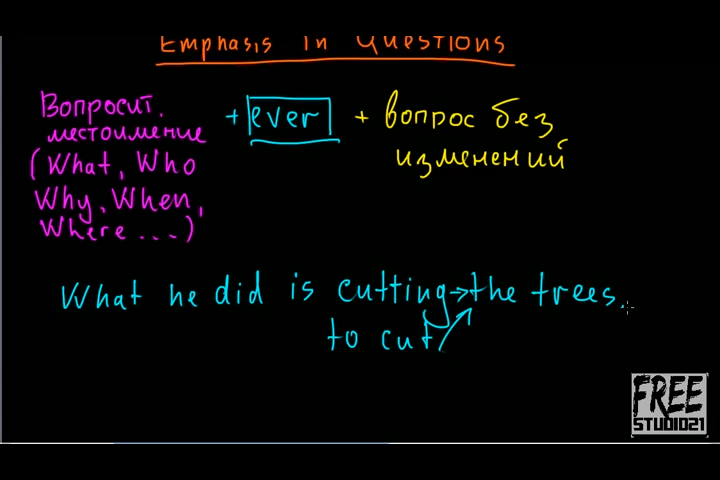 Emphasis in Questions
Вопросит. + ever + вопрос без
местоимение изменений
(What, Who
Why, When,
Where ...)
What he did is cutting → the trees.
to cut
FREE
STUDIO21